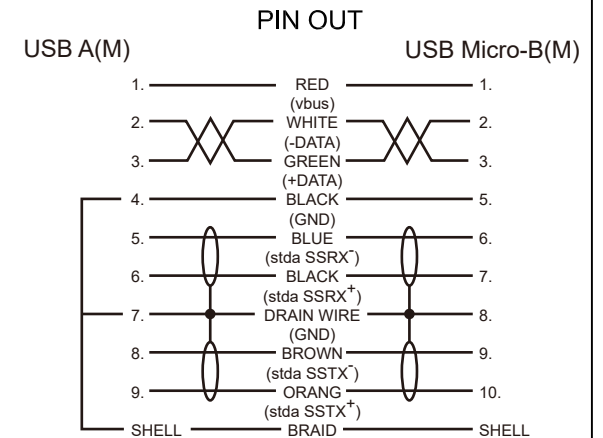 PIN OUT
USB A(M) USB Micro-B(M)
1. RED 1.
(vbus)
2. WHITE 2.
(-DATA)
3. GREEN 3.
(+DATA)
4. BLACK 5.
(GND)
5. BLUE 6.
(stda SSRX-)
6. BLACK 7.
(stda SSRX+)
7. DRAIN WIRE 8.
(GND)
8. BROWN 9.
(stda SSTX-)
9. ORANG 10.
(stda SSTX+)
SHELL BRAID SHELL